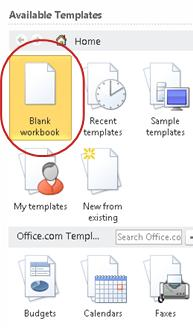 Available Templates
Home
Blank
workbook
Recent
templates
Sample
templates
My templates
New from
existing
Office.com Templ...
Search Office.co
Budgets
Calendars
Faxes